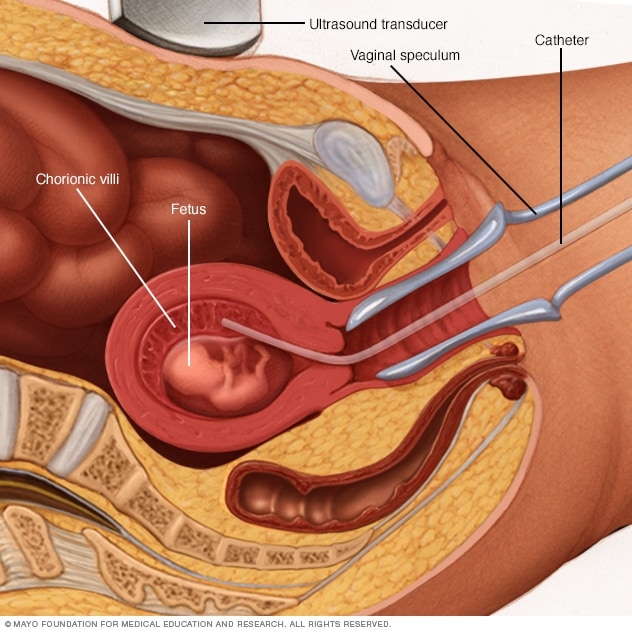 Ultrasound transducer
Catheter
Vaginal speculum
Chorionic villi
Fetus
© MAYO FOUNDATION FOR MEDICAL EDUCATION AND RESEARCH. ALL RIGHTS RESERVED.